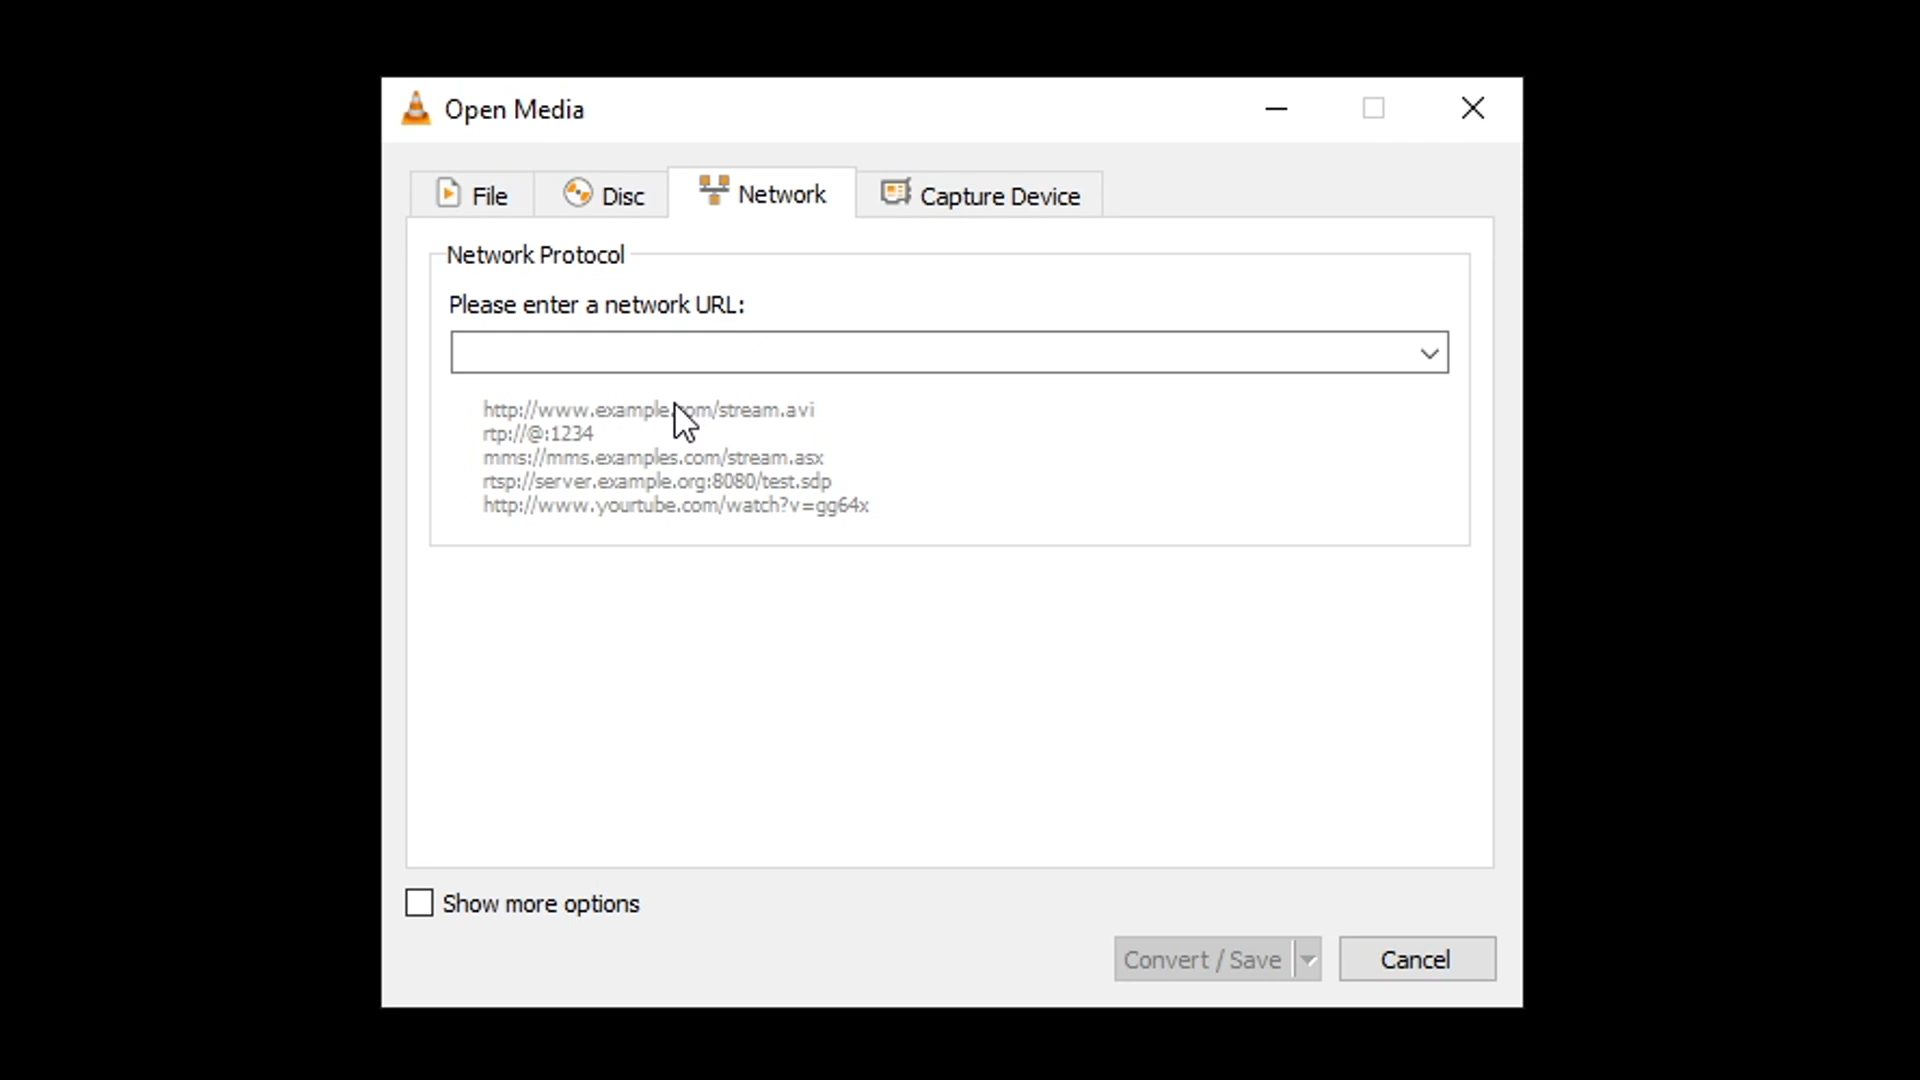 Open Media
File
Disc
Network
Capture Device
Network Protocol
Please enter a network URL:
http://www.example.com/stream.avi
rtp://@:1234
mms://mms.examples.com/stream.asx
rtsp://server.example.org:8080/test.sdp
http://www.yourtube.com/watch?v=gg64x
Show more options
Convert / Save
Cancel